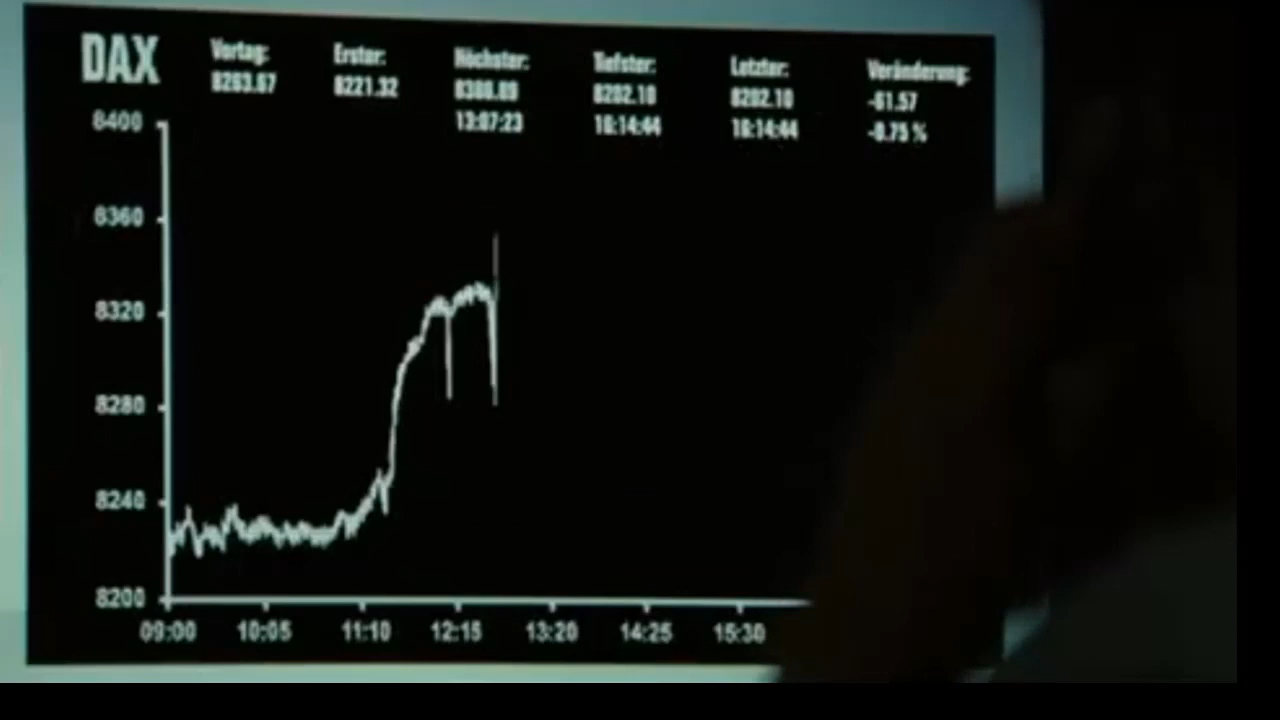 DAX
Vortag: Erster: Höchster: Tiefster: Letzter: Veränderung:
8263.67 8221.32 8202.10 8202.10 -61.57
13:07:23 16:14:44 16:14:44 -0.75 %
8400
8360
8320
8280
8240
8200
09:00 10:05 11:10 12:15 13:20 14:25 15:30